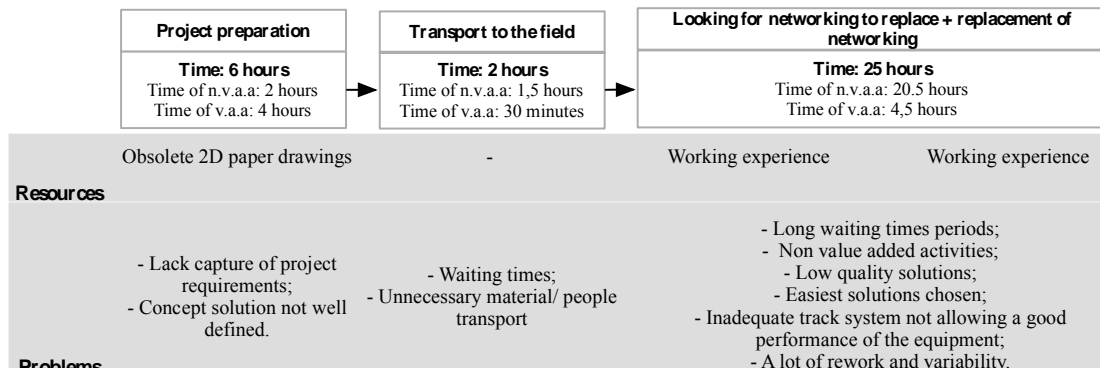 Project preparation
Time: 6 hours
Time of n.v.a.a: 2 hours
Time of v.a.a: 4 hours
Transport to the field
Time: 2 hours
Time of n.v.a.a: 1,5 hours
Time of v.a.a: 30 minutes
Looking for networking to replace + replacement of
networking
Time: 25 hours
Time of n.v.a.a: 20.5 hours
Time of v.a.a: 4,5 hours
Resources
Obsolete 2D paper drawings
-
Working experience
Working experience
Problems
- Lack capture of project
requirements;
- Concept solution not well
defined.
- Waiting times;
- Unnecessary material/ people
transport
- Long waiting times periods;
- Non value added activities;
- Low quality solutions;
- Easiest solutions chosen;
- Inadequate track system not allowing a good
performance of the equipment;
- A lot of rework and variability.